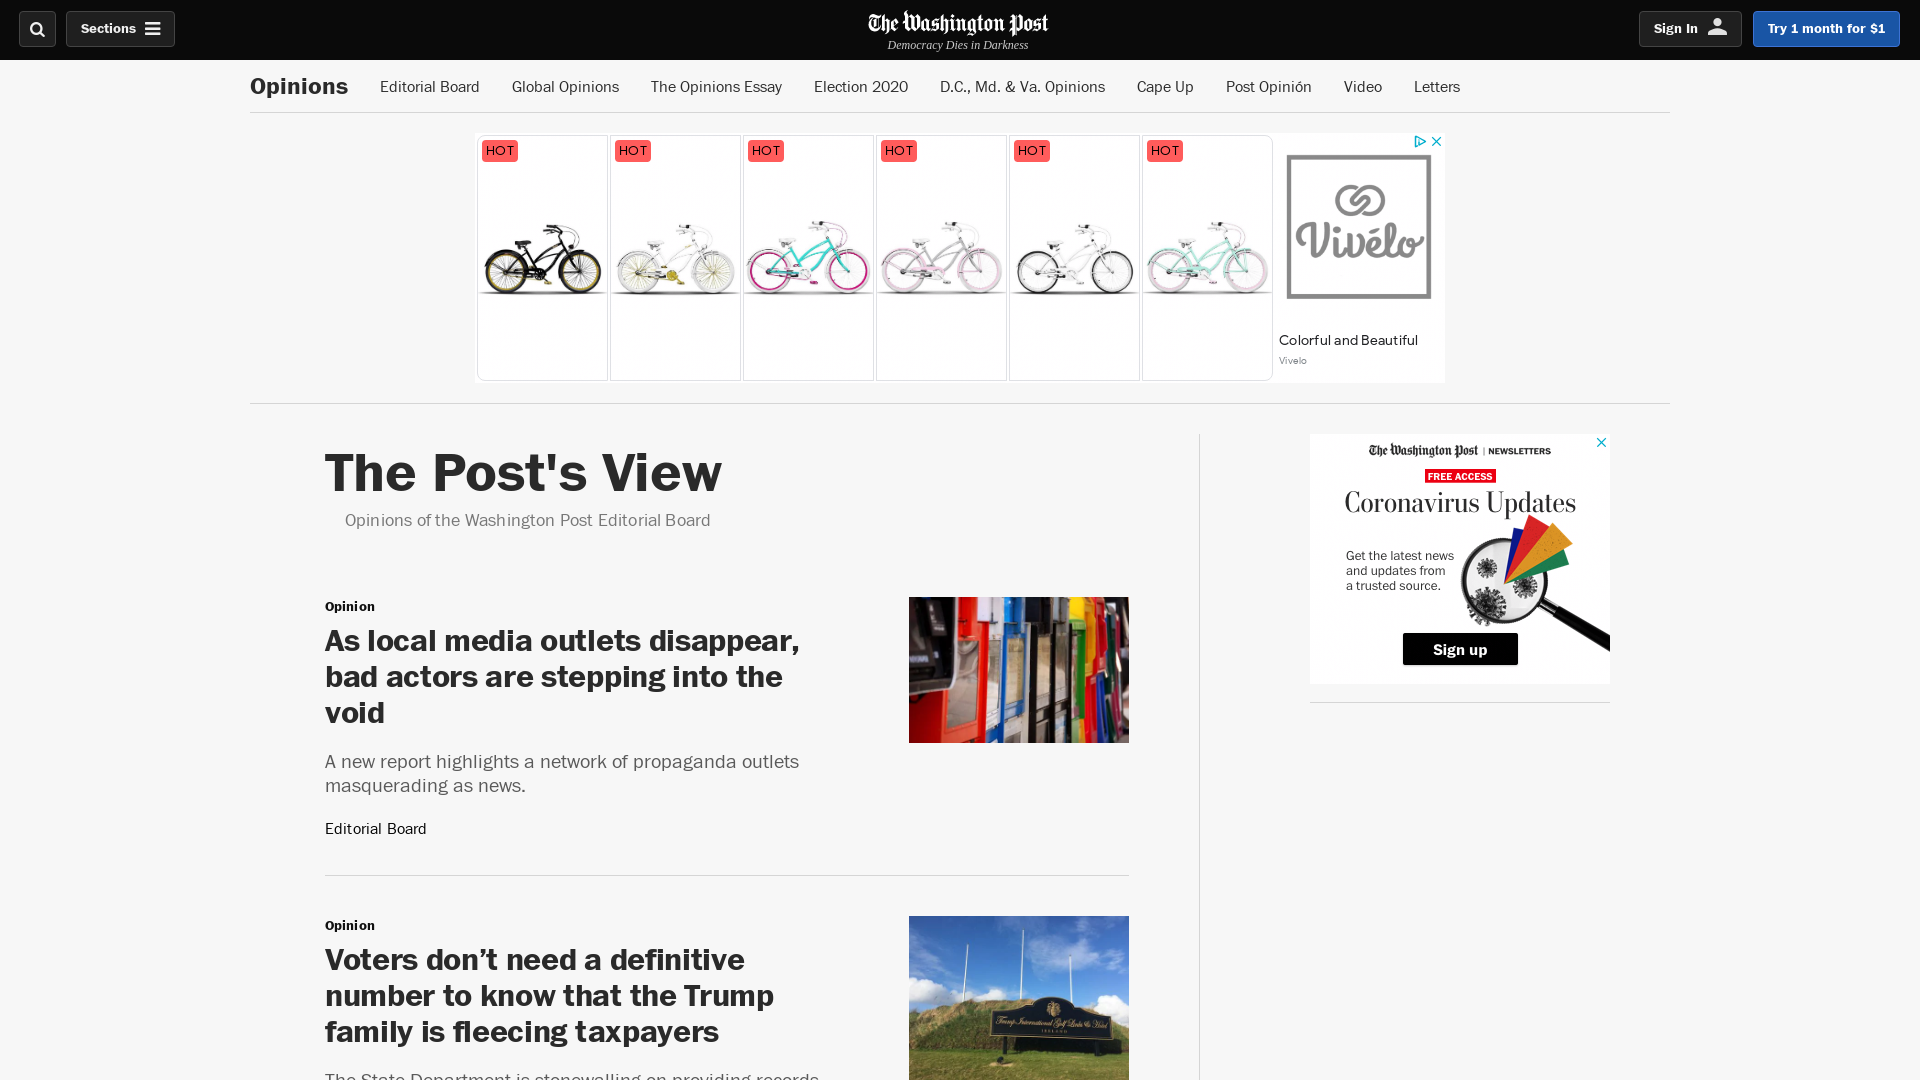 Sections
The Washington Post
Democracy Dies in Darkness
Sign In
Try 1 month for $1
Opinions
Editorial Board
Global Opinions
The Opinions Essay
Election 2020
D.C., Md. & Va. Opinions
Cape Up
Post Opinión
Video
Letters
HOT
HOT
HOT
HOT
HOT
HOT
Vivélo
Colorful and Beautiful
Vivelo
The Post's View
Opinions of the Washington Post Editorial Board
Opinion
As local media outlets disappear,
bad actors are stepping into the
void
A new report highlights a network of propaganda outlets
masquerading as news.
Editorial Board
The Washington Post | NEWSLETTERS
FREE ACCESS
Coronavirus Updates
Get the latest news
and updates from
a trusted source.
Sign up
Opinion
Voters don’t need a definitive
number to know that the Trump
family is fleecing taxpayers
The State Department is stonewalling on providing records
Trump International Golf Links & Hotel
IRELAND